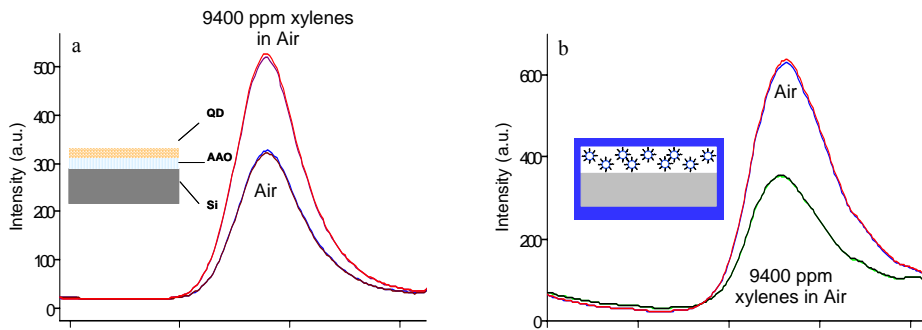 a
9400 ppm xylenes
in Air
500
400
300
200
100
0
Intensity (a.u.)
QD
AAO
Si
Air
b
600
400
200
0
Intensity (a.u.)
Air
9400 ppm
xylenes in Air